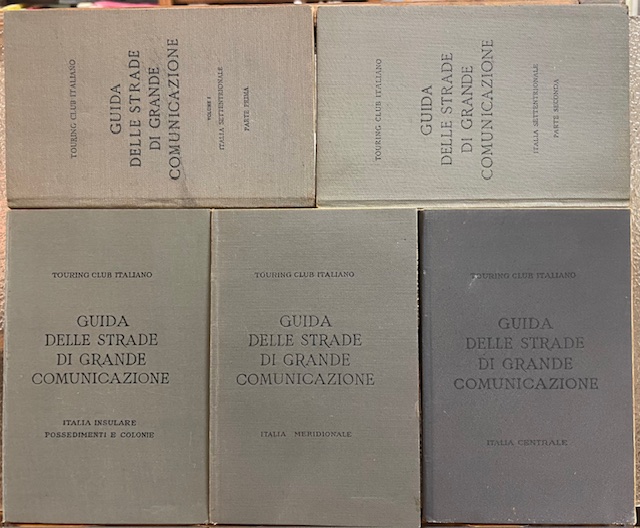 TOURING CLUB ITALIANO
GUIDA
DELLE STRADE
DI GRANDE
COMUNICAZIONE
VOLUME I
ITALIA SETTENTRIONALE
PARTE PRIMA
TOURING CLUB ITALIANO
GUIDA
DELLE STRADE
DI GRANDE
COMUNICAZIONE
ITALIA SETTENTRIONALE
PARTE SECONDA
TOURING CLUB ITALIANO
GUIDA
DELLE STRADE
DI GRANDE
COMUNICAZIONE
ITALIA INSULARE
POSSEDIMENTI E COLONIE
TOURING CLUB ITALIANO
GUIDA
DELLE STRADE
DI GRANDE
COMUNICAZIONE
ITALIA MERIDIONALE
TOURING CLUB ITALIANO
GUIDA
DELLE STRADE
DI GRANDE
COMUNICAZIONE
ITALIA CENTRALE